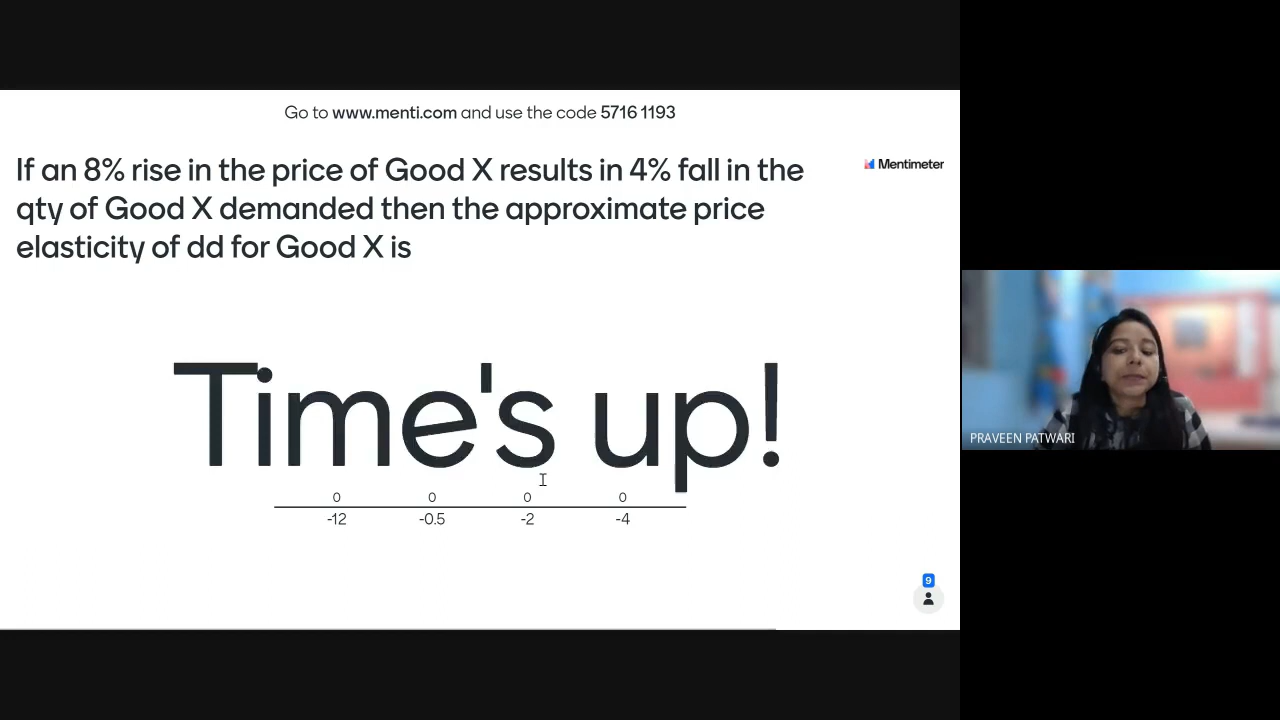 Go to www.menti.com and use the code 5716 1193
If an 8% rise in the price of Good X results in 4% fall in the
qty of Good X demanded then the approximate price
elasticity of dd for Good X is
Mentimeter
Time's up!
0 0 0 0
-12 -0.5 -2 -4
9
PRAVEEN PATWARI